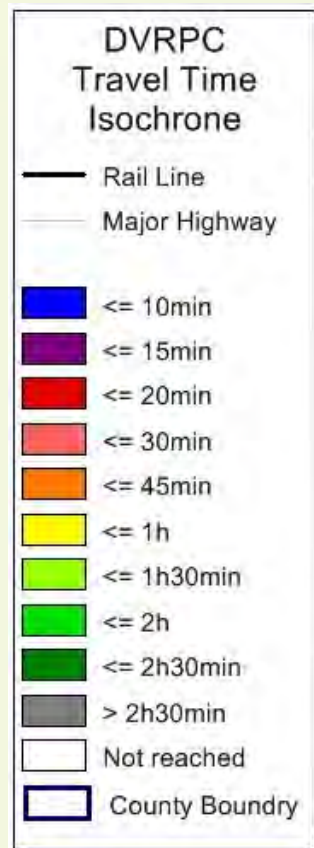 DVRPC
Travel Time
Isochrone
Rail Line
Major Highway
<= 10min
<= 15min
<= 20min
<= 30min
<= 45min
<= 1h
<= 1h30min
<= 2h
<= 2h30min
> 2h30min
Not reached
County Boundry